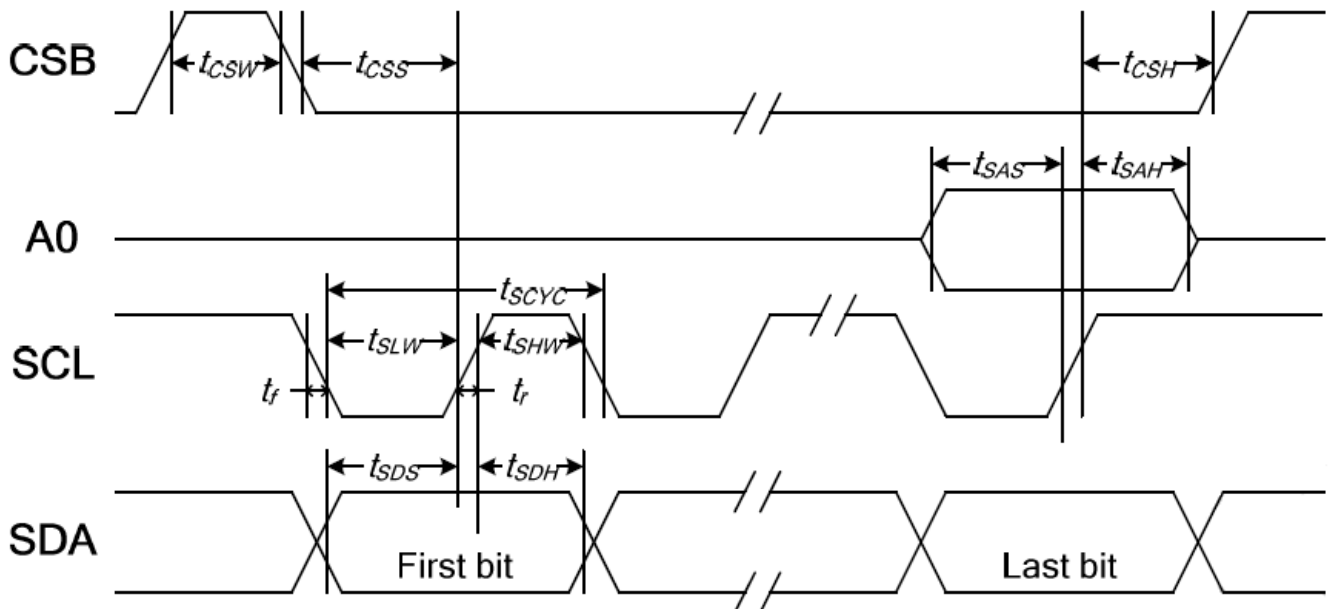 CSB
tCSW
tCSS
tCSH
tSAS
tSAH
A0
tSCYC
SCL
tSLW
tSHW
tf
tr
tSDS
tSDH
SDA
First bit
Last bit